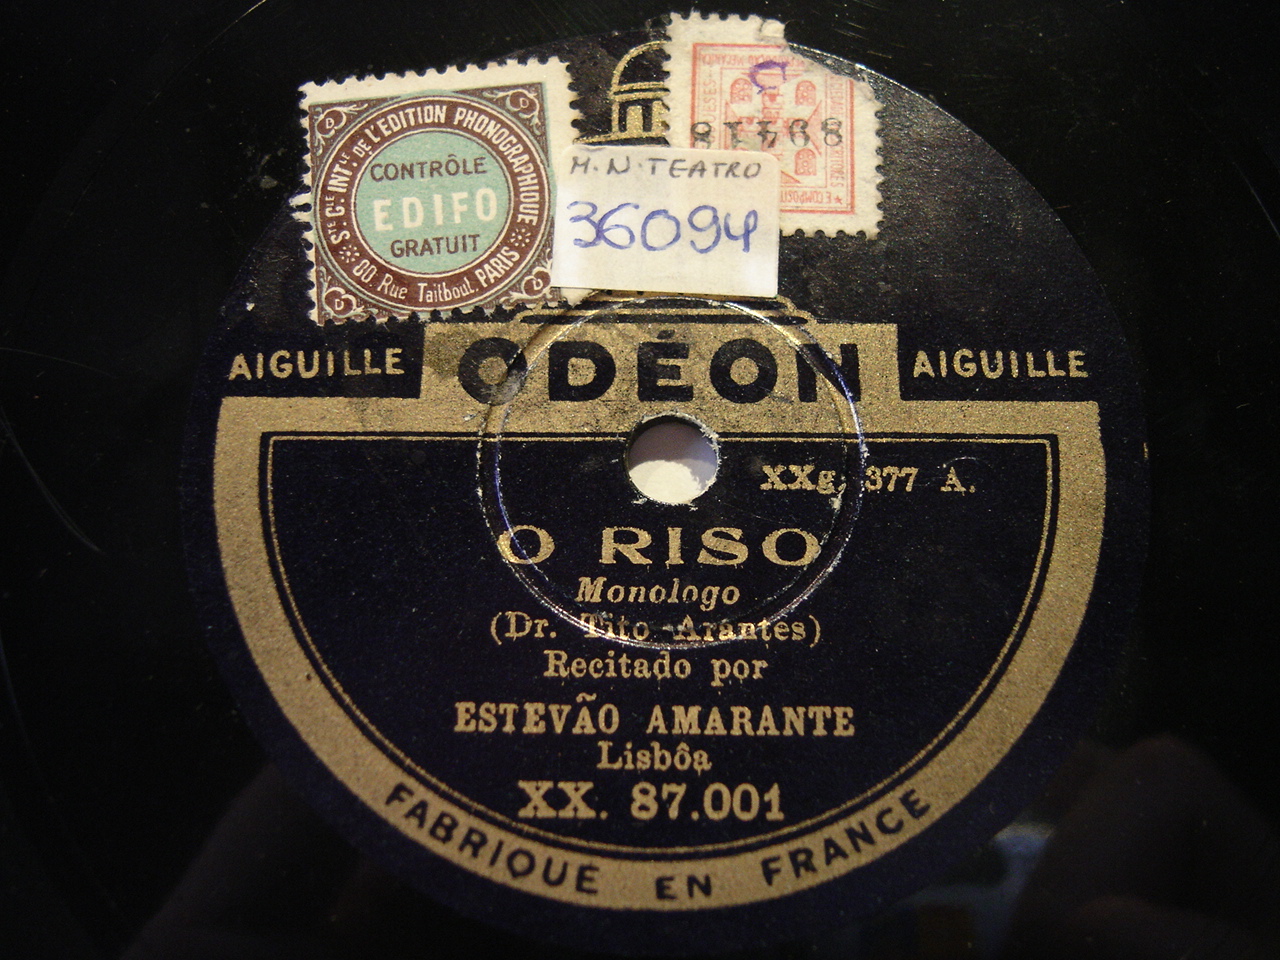 STÉ GLE INTLE DE L'EDITION PHONOGRAPHIQUE
CONTRÔLE
EDIFO
GRATUIT
Rue Taitbout PARIS
M.N.TEATRO
36094
80418
AIGUILLE ODÉON AIGUILLE
XXg. 377 A.
O RISO
Monologo
(Dr. Tito Arantes)
Recitado por
ESTEVÃO AMARANTE
Lisbôa
XX. 87.001
FABRIQUE EN FRANCE